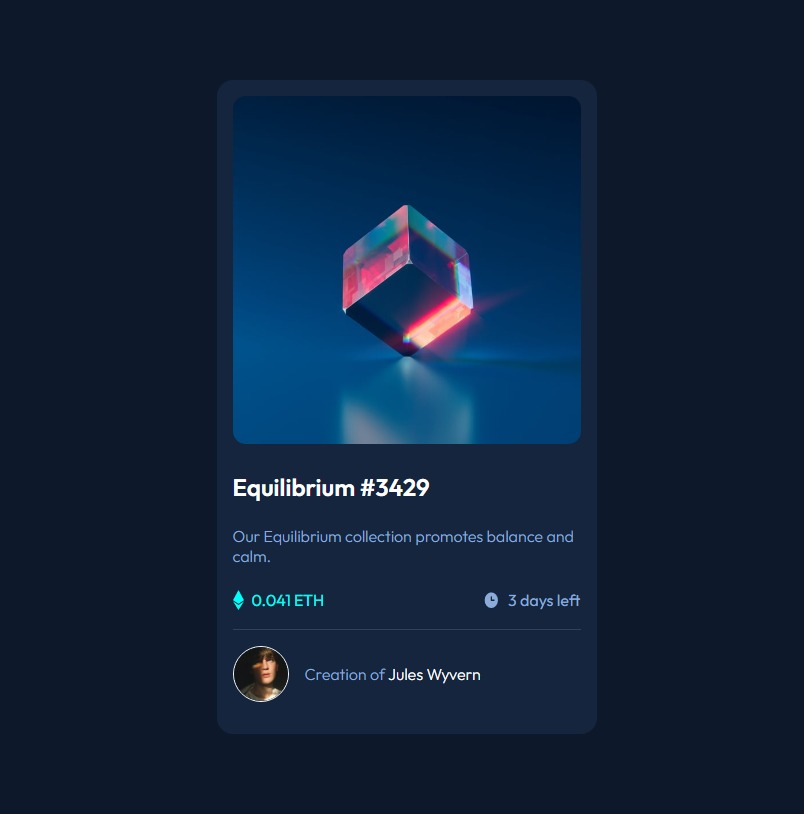 Equilibrium #3429
Our Equilibrium collection promotes balance and
calm.
0.041 ETH
3 days left
Creation of Jules Wyvern